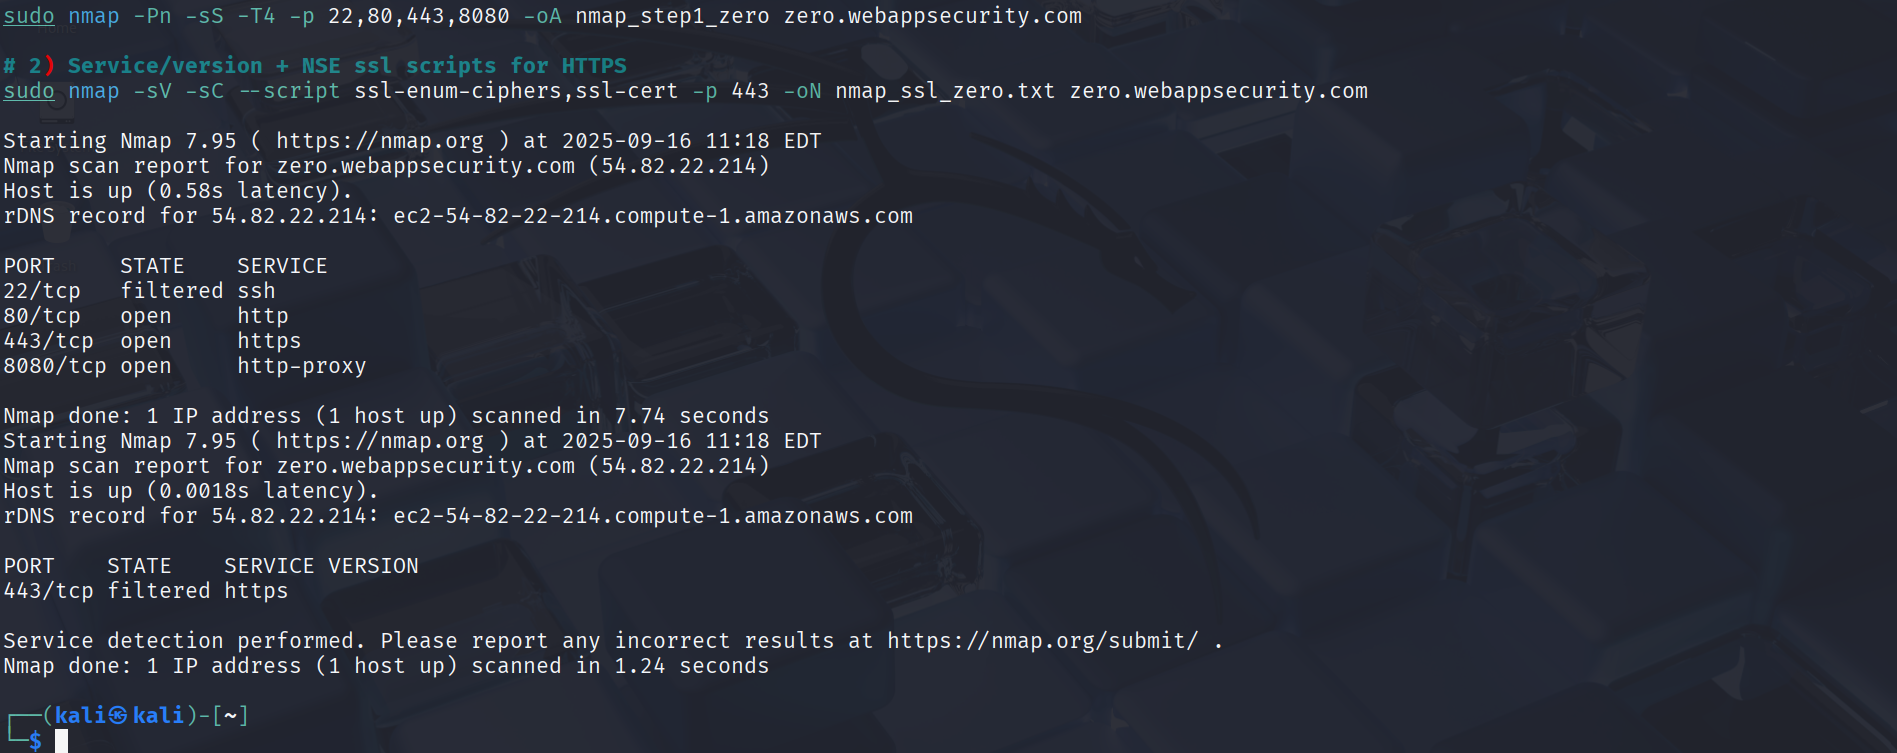 sudo nmap -Pn -sS -T4 -p 22,80,443,8080 -oA nmap_step1_zero zero.webappsecurity.com
# 2) Service/version + NSE ssl scripts for HTTPS
sudo nmap -sV -sC --script ssl-enum-ciphers,ssl-cert -p 443 -oN nmap_ssl_zero.txt zero.webappsecurity.com
Starting Nmap 7.95 ( https://nmap.org ) at 2025-09-16 11:18 EDT
Nmap scan report for zero.webappsecurity.com (54.82.22.214)
Host is up (0.58s latency).
rDNS record for 54.82.22.214: ec2-54-82-22-214.compute-1.amazonaws.com
PORT     STATE    SERVICE
22/tcp   filtered ssh
80/tcp   open     http
443/tcp  open     https
8080/tcp open     http-proxy
Nmap done: 1 IP address (1 host up) scanned in 7.74 seconds
Starting Nmap 7.95 ( https://nmap.org ) at 2025-09-16 11:18 EDT
Nmap scan report for zero.webappsecurity.com (54.82.22.214)
Host is up (0.0018s latency).
rDNS record for 54.82.22.214: ec2-54-82-22-214.compute-1.amazonaws.com
PORT    STATE    SERVICE VERSION
443/tcp filtered https
Service detection performed. Please report any incorrect results at https://nmap.org/submit/ .
Nmap done: 1 IP address (1 host up) scanned in 1.24 seconds
┌──(kali㉿kali)-[~]
└─$